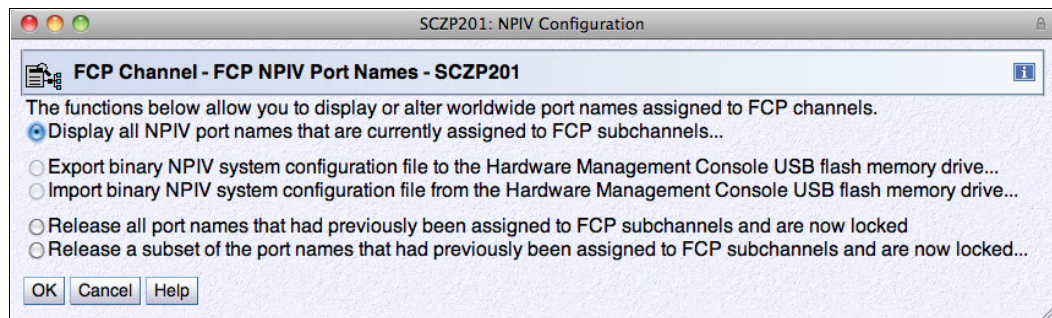 SCZP201: NPIV Configuration
FCP Channel - FCP NPIV Port Names - SCZP201
i
The functions below allow you to display or alter worldwide port names assigned to FCP channels.
Display all NPIV port names that are currently assigned to FCP subchannels...
Export binary NPIV system configuration file to the Hardware Management Console USB flash memory drive...
Import binary NPIV system configuration file from the Hardware Management Console USB flash memory drive...
Release all port names that had previously been assigned to FCP subchannels and are now locked
Release a subset of the port names that had previously been assigned to FCP subchannels and are now locked...
OK Cancel Help